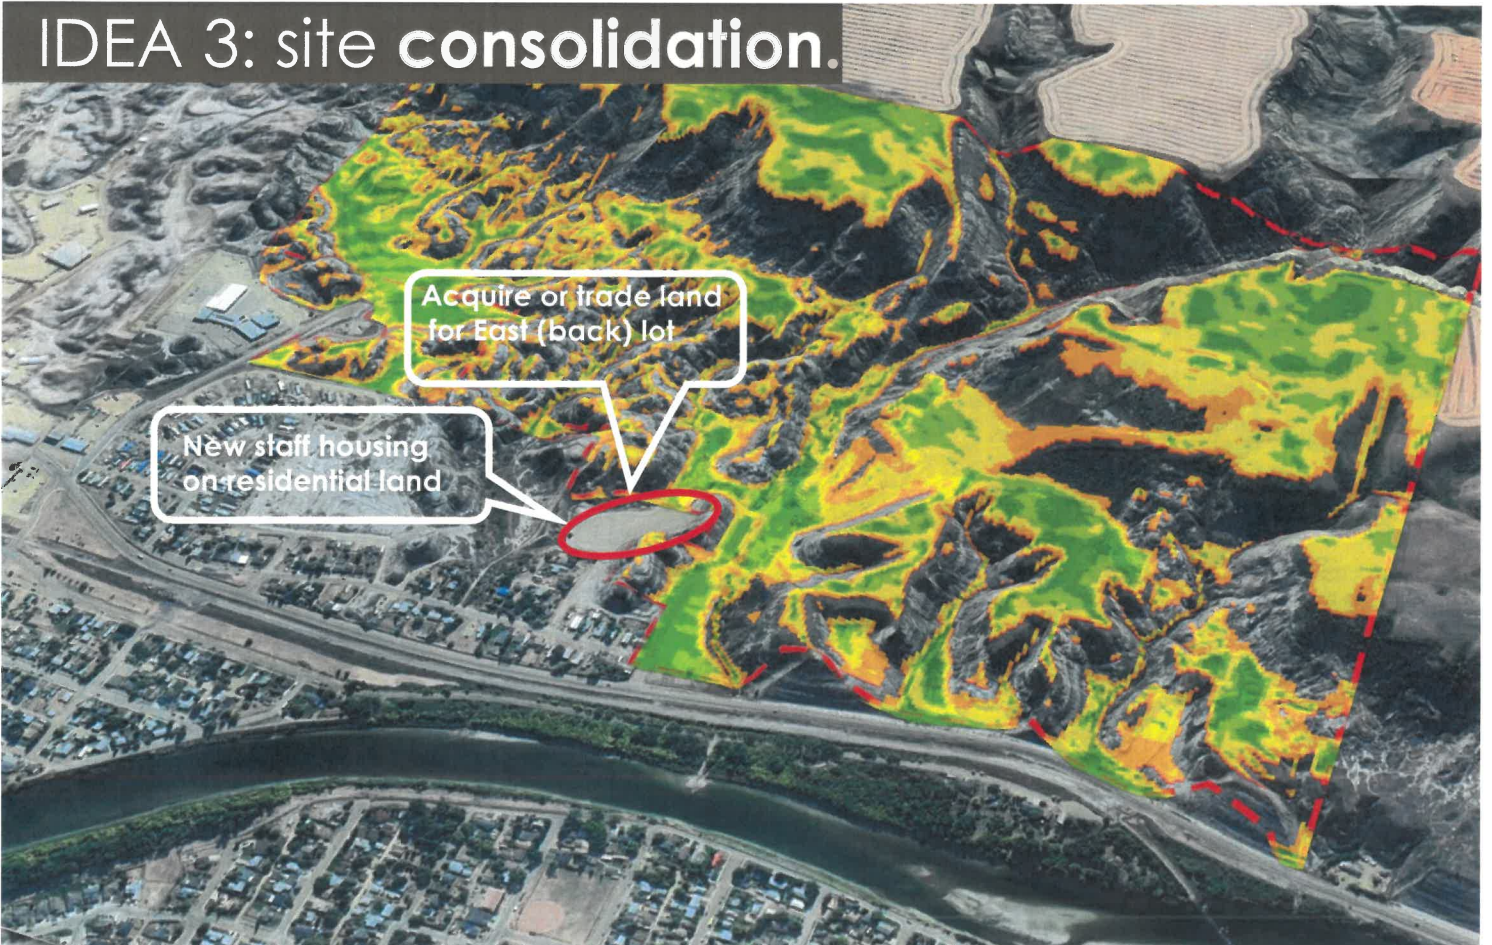 IDEA 3: site consolidation.
Acquire or trade land
for East (back) lot
New staff housing
on residential land